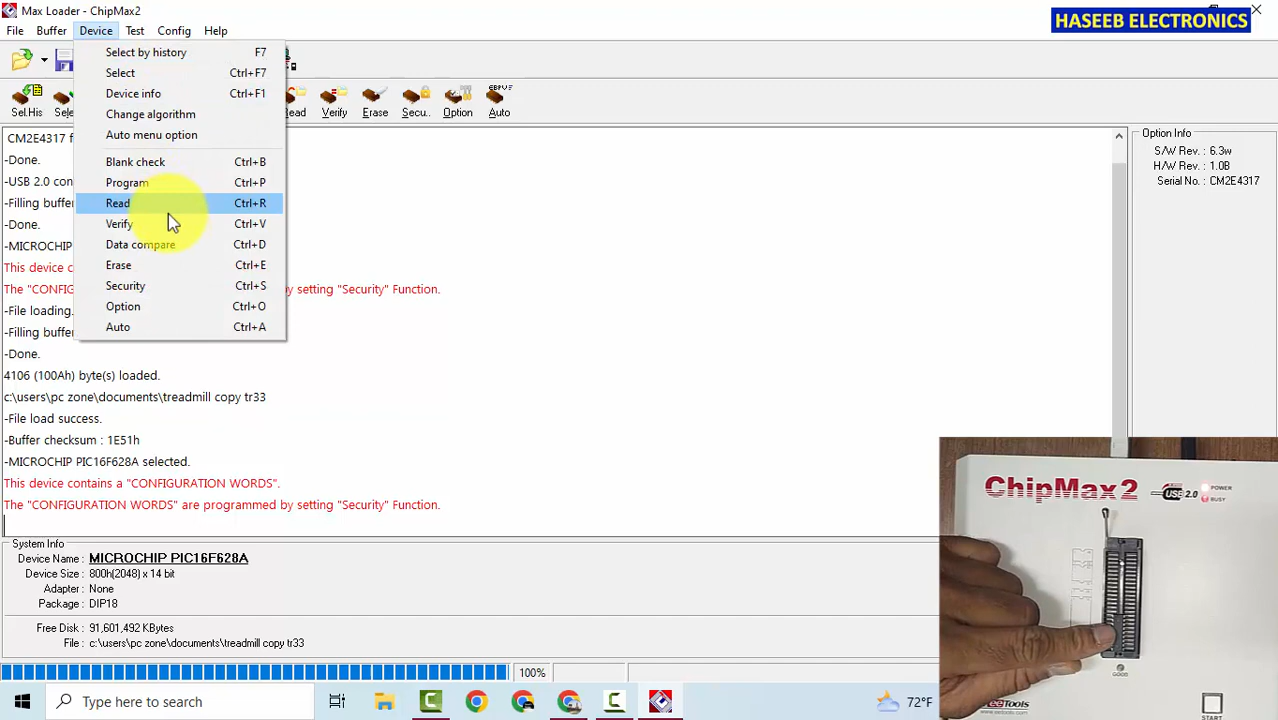 Max Loader - ChipMax2
HASEEB ELECTRONICS
File Buffer Device Test Config Help
Select by history F7
Select Ctrl+F7
Device info Ctrl+F1
Change algorithm
Auto menu option
Blank check Ctrl+B
Program Ctrl+P
Read Ctrl+R
Verify Ctrl+V
Data compare Ctrl+D
Erase Ctrl+E
Security Ctrl+S
Option Ctrl+O
Auto Ctrl+A
Sel.His Verify Erase Secu.. Option Auto
CM2E4317
-Done.
-USB 2.0
-Filling
-Done.
-MICROCHIP
This device
The "CONFIG by setting "Security" Function.
-File loading.
-Filling
-Done.
4106 (100Ah) byte(s) loaded.
c:\users\pc zone\documents\treadmill copy tr33
-File load success.
-Buffer checksum : 1E51h
-MICROCHIP PIC16F628A selected.
This device contains a "CONFIGURATION WORDS".
The "CONFIGURATION WORDS" are programmed by setting "Security" Function.
Option Info
S/W Rev. : 6.3w
H/W Rev. : 1.0B
Serial No. : CM2E4317
System Info
Device Name : MICROCHIP PIC16F628A
Device Size : 800h(2048) x 14 bit
Adapter : None
Package : DIP18
Free Disk : 91,601,492 KBytes
File : c:\users\pc zone\documents\treadmill copy tr33
100%
ChipMax2
USB 2.0
POWER
BUSY
GOOD
START
Type here to search
72°F